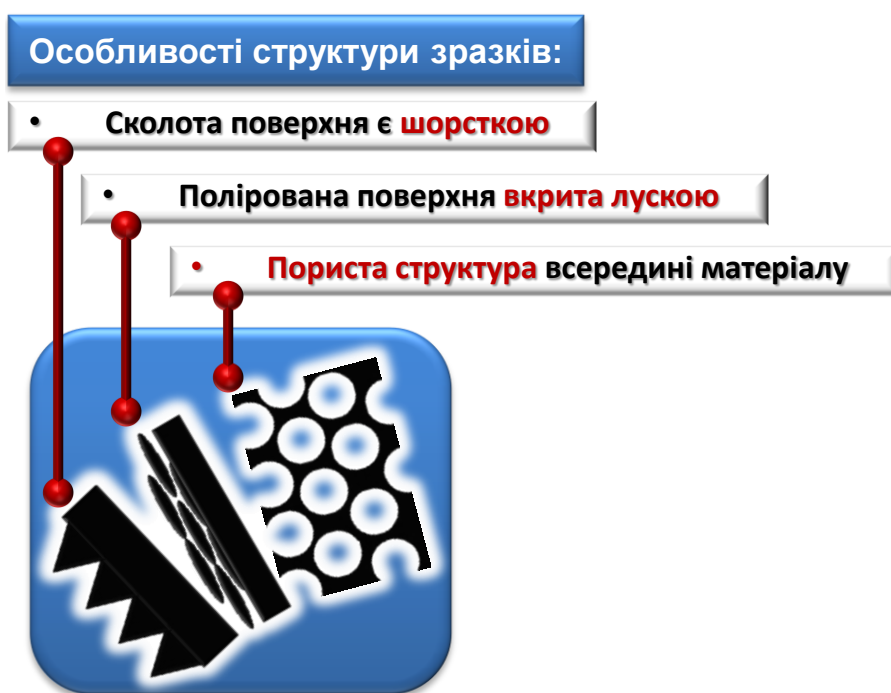 Особливості структури зразків:
• Сколота поверхня є шорсткою
• Полірована поверхня вкрита лускою
• Пориста структура всередині матеріалу